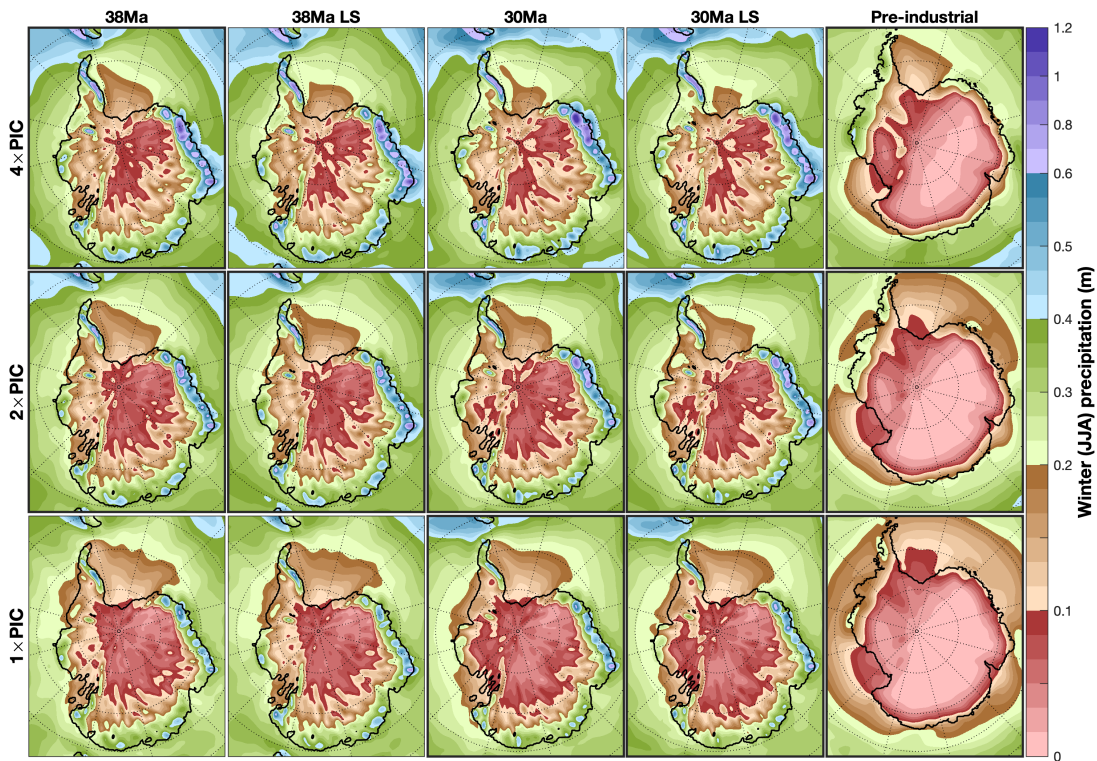 38Ma
38Ma LS
30Ma
30Ma LS
Pre-industrial
4×PIC
2×PIC
1×PIC
1.2
1
0.8
0.6
0.5
0.4
0.3
0.2
0.1
0
Winter (JJA) precipitation (m)